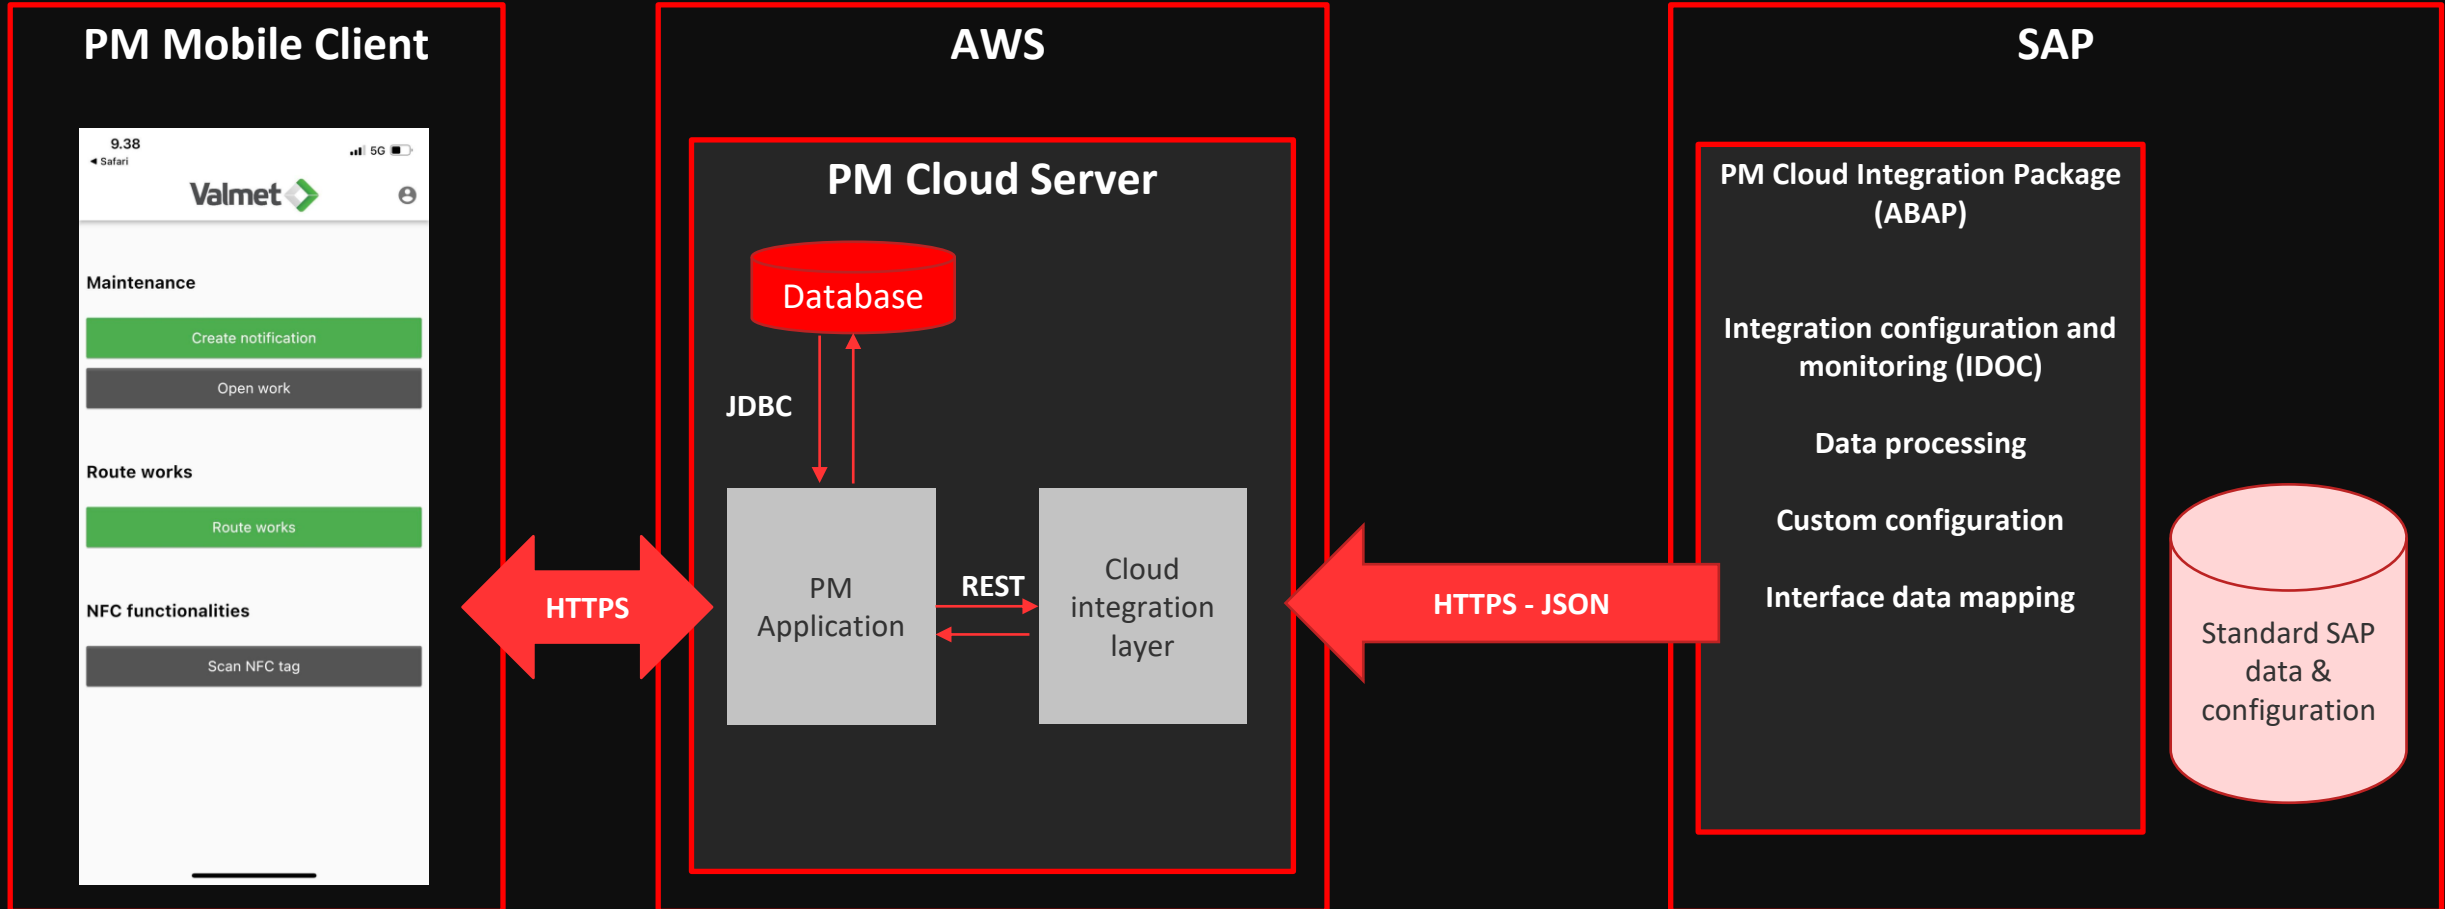 PM Mobile Client
9.38
◄ Safari
5G
Valmet
Maintenance
Create notification
Open work
Route works
Route works
NFC functionalities
Scan NFC tag
HTTPS
AWS
PM Cloud Server
Database
JDBC
PM
Application
REST
Cloud
integration
layer
HTTPS - JSON
SAP
PM Cloud Integration Package
(ABAP)
Integration configuration and
monitoring (IDOC)
Data processing
Custom configuration
Interface data mapping
Standard SAP
data &
configuration